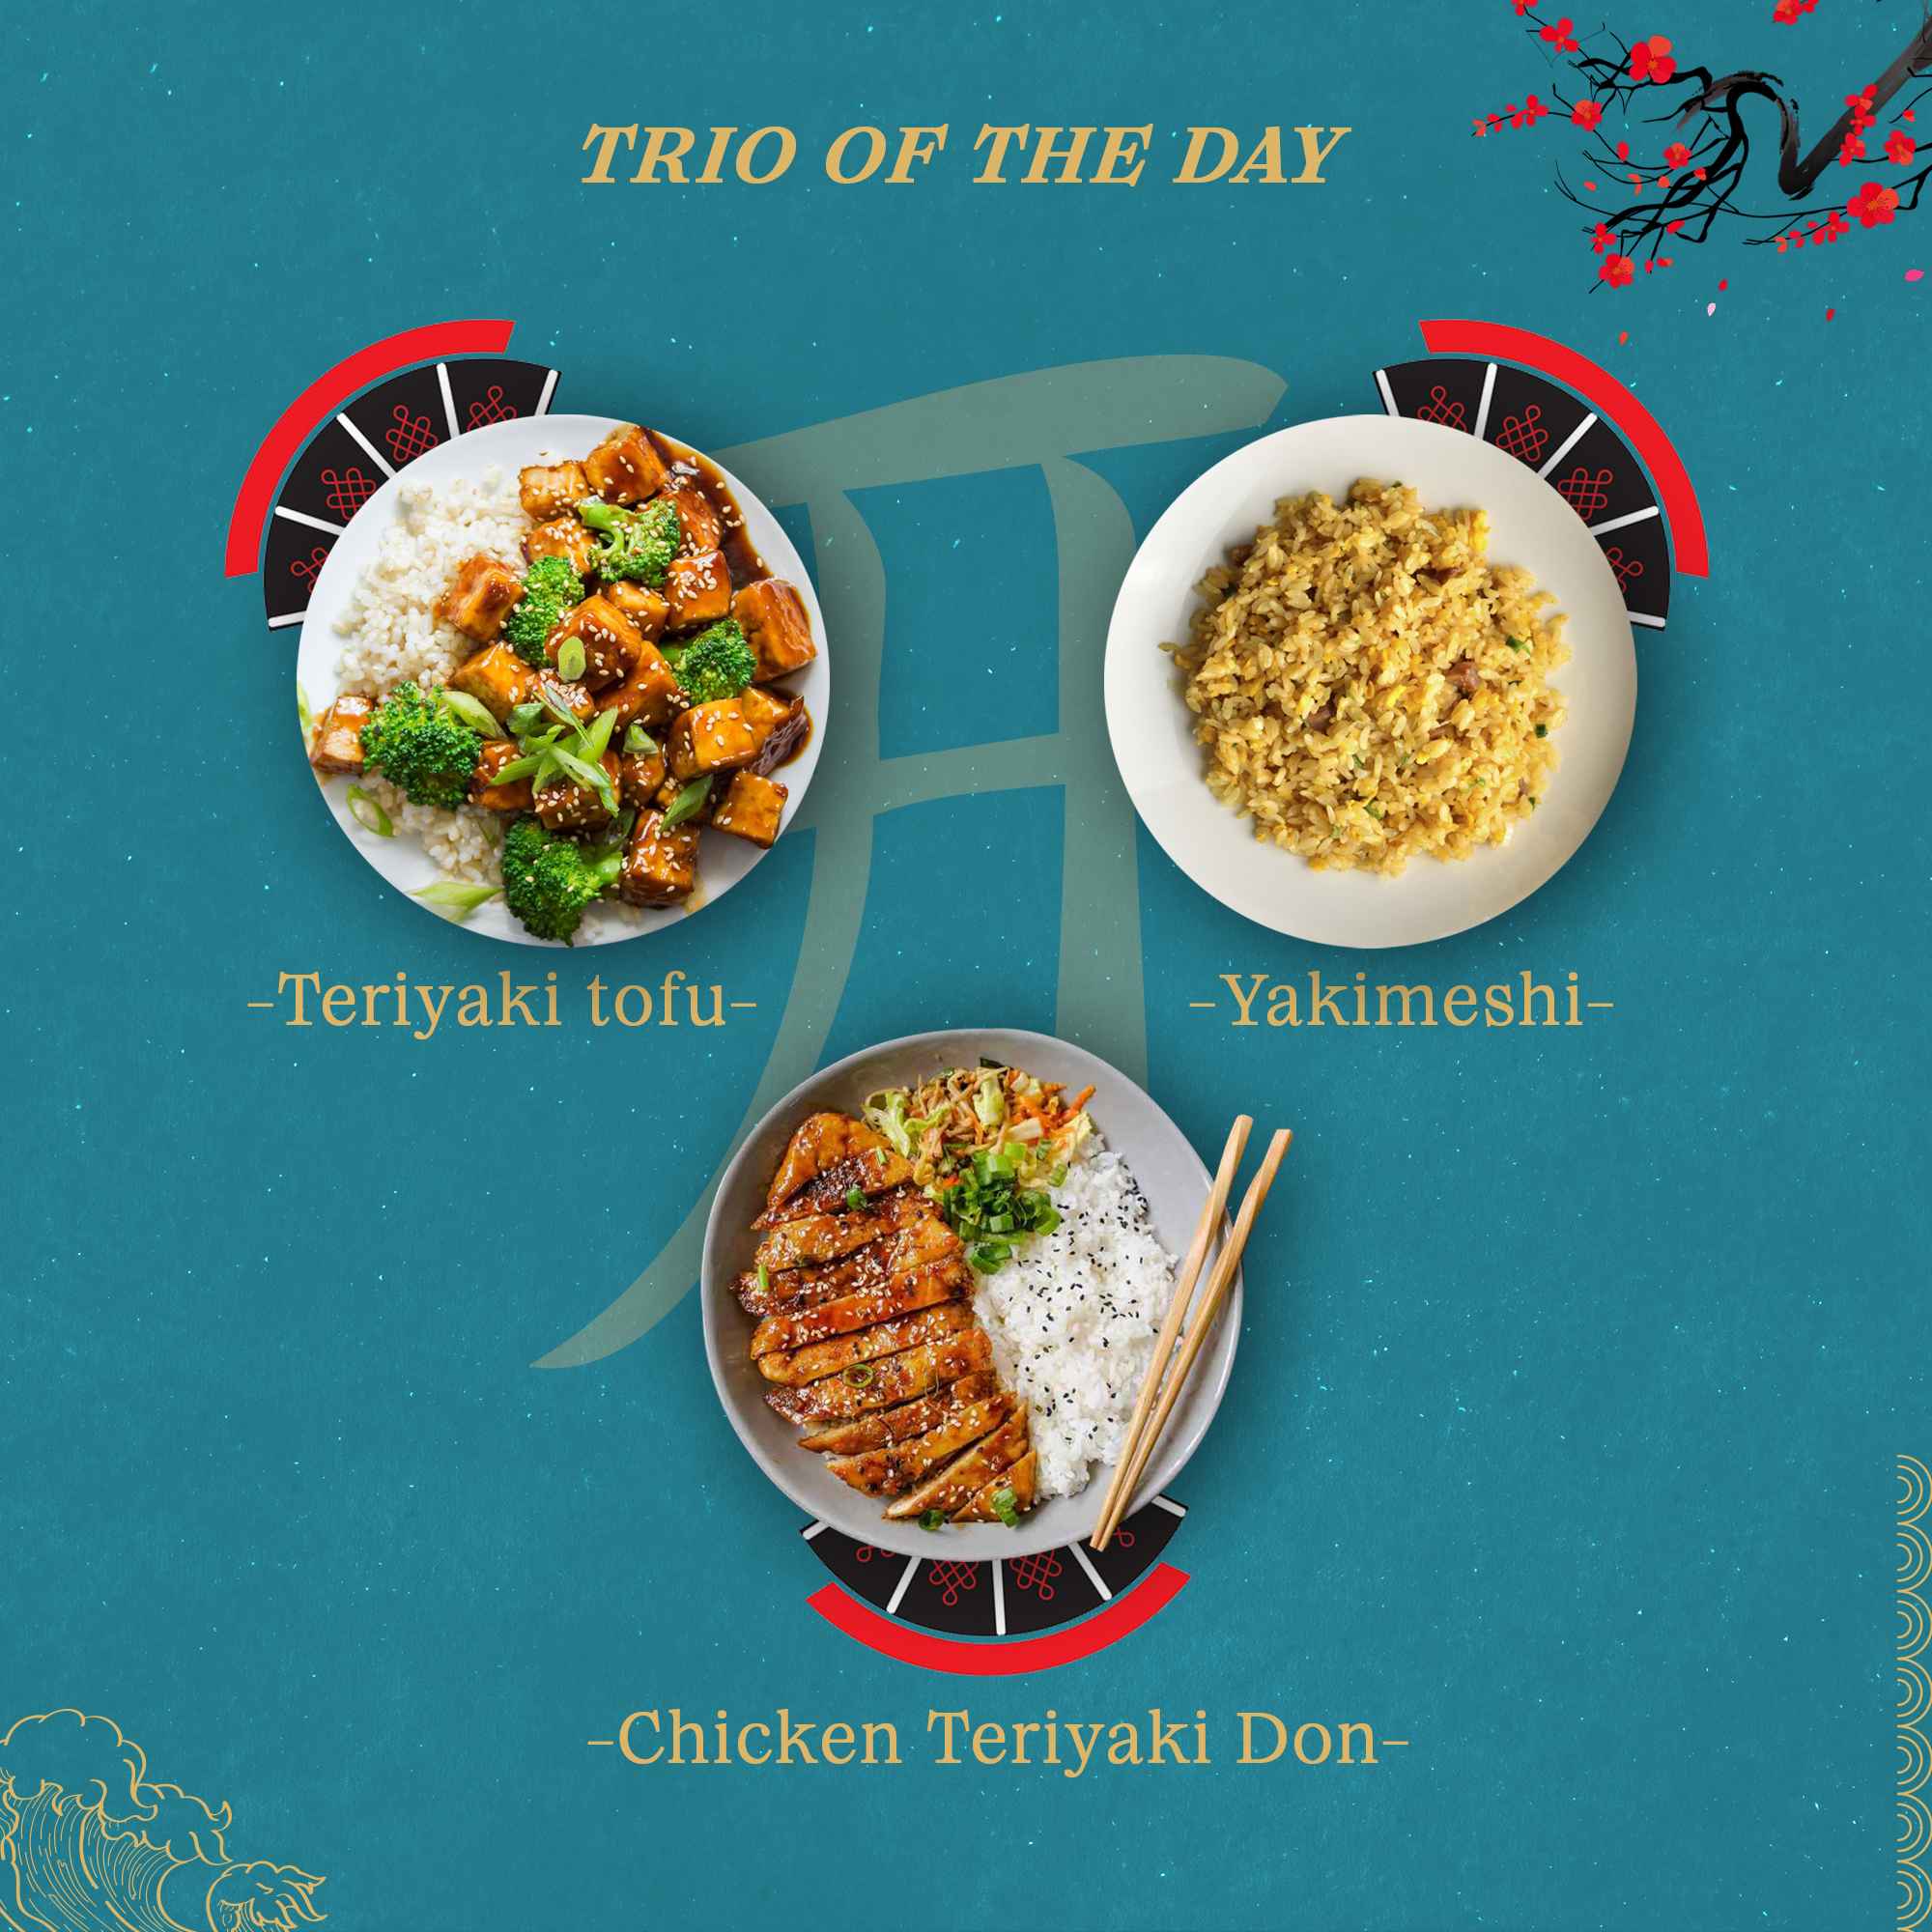 TRIO OF THE DAY
-Teriyaki tofu-
-Yakimeshi-
-Chicken Teriyaki Don-